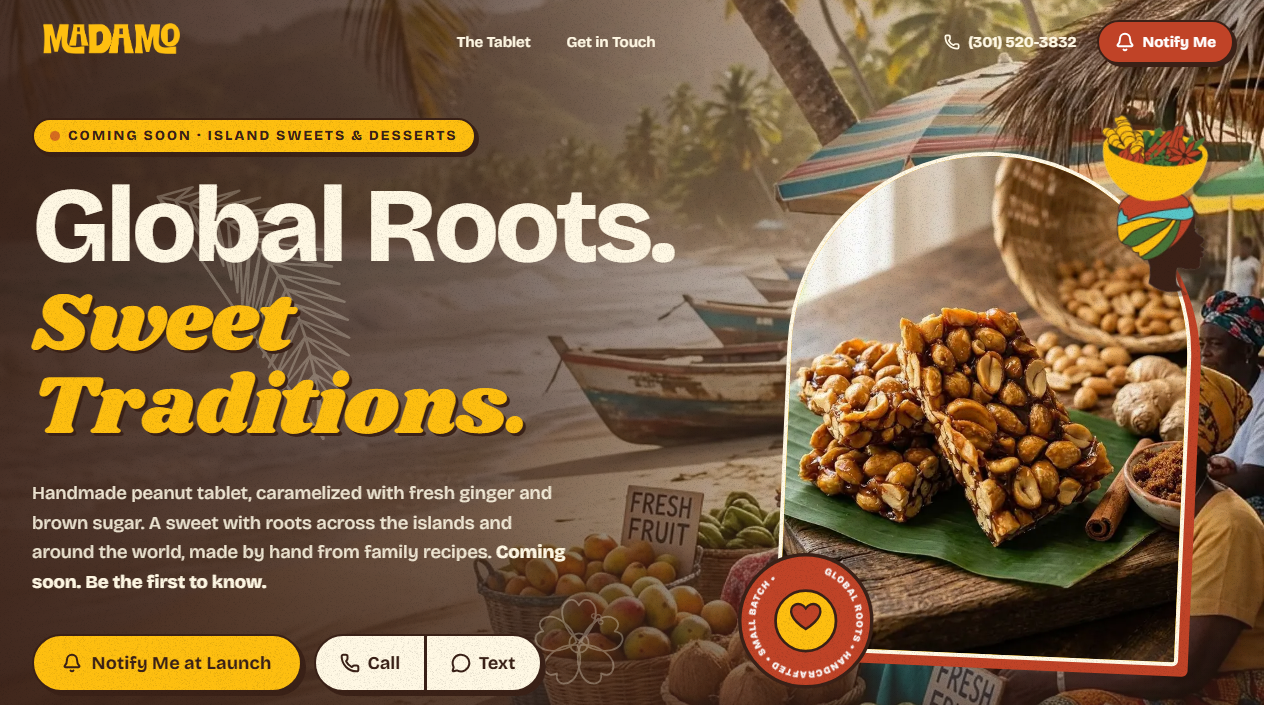 MADAMO
The Tablet
Get in Touch
(301) 520-3832
Notify Me
COMING SOON · ISLAND SWEETS & DESSERTS
Global Roots.
Sweet
Traditions.
Handmade peanut tablet, caramelized with fresh ginger and
brown sugar. A sweet with roots across the islands and
around the world, made by hand from family recipes. Coming
soon. Be the first to know.
Notify Me at Launch
Call
Text
FRESH
FRUIT
GLOBAL ROOTS • HANDCRAFTED • SMALL BATCH •
FRESH